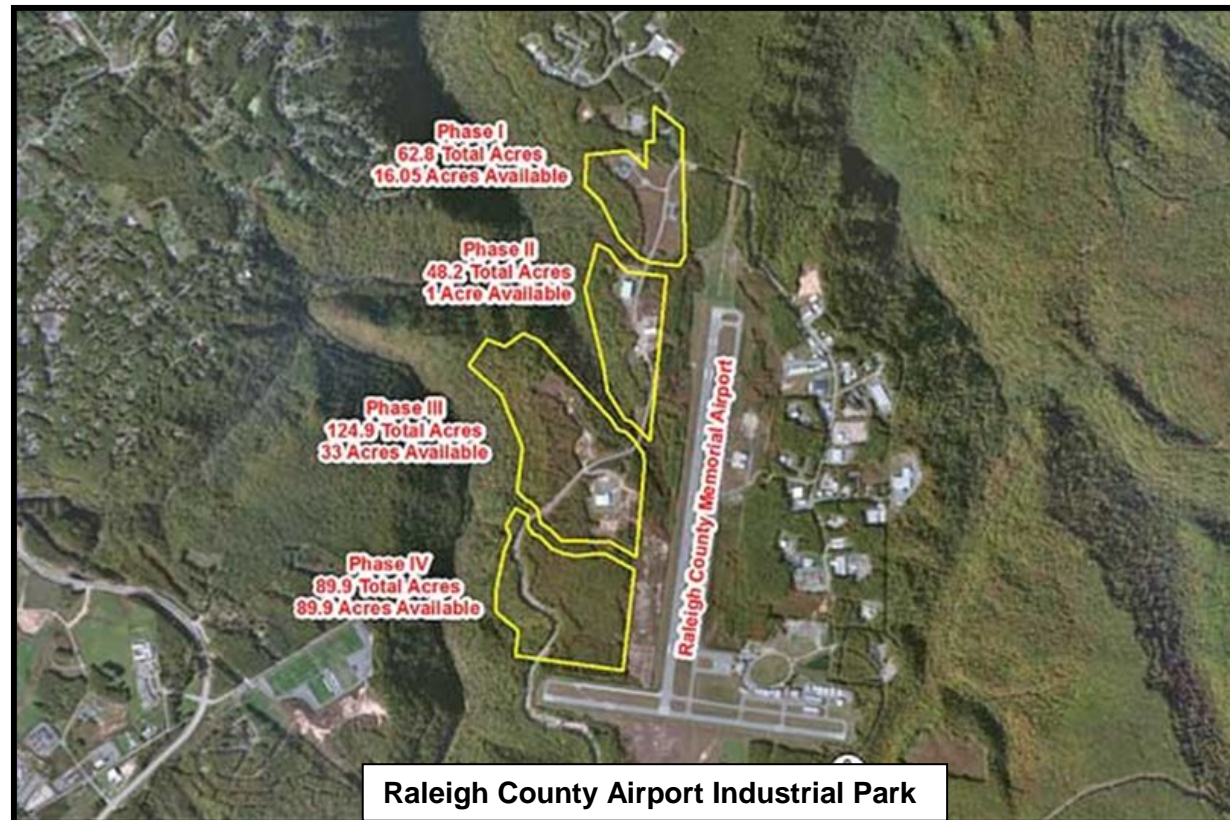 Phase I
62.8 Total Acres
16.05 Acres Available
Phase II
48.2 Total Acres
1 Acre Available
Phase III
124.9 Total Acres
33 Acres Available
Phase IV
89.9 Total Acres
89.9 Acres Available
Raleigh County Memorial Airport
Raleigh County Airport Industrial Park